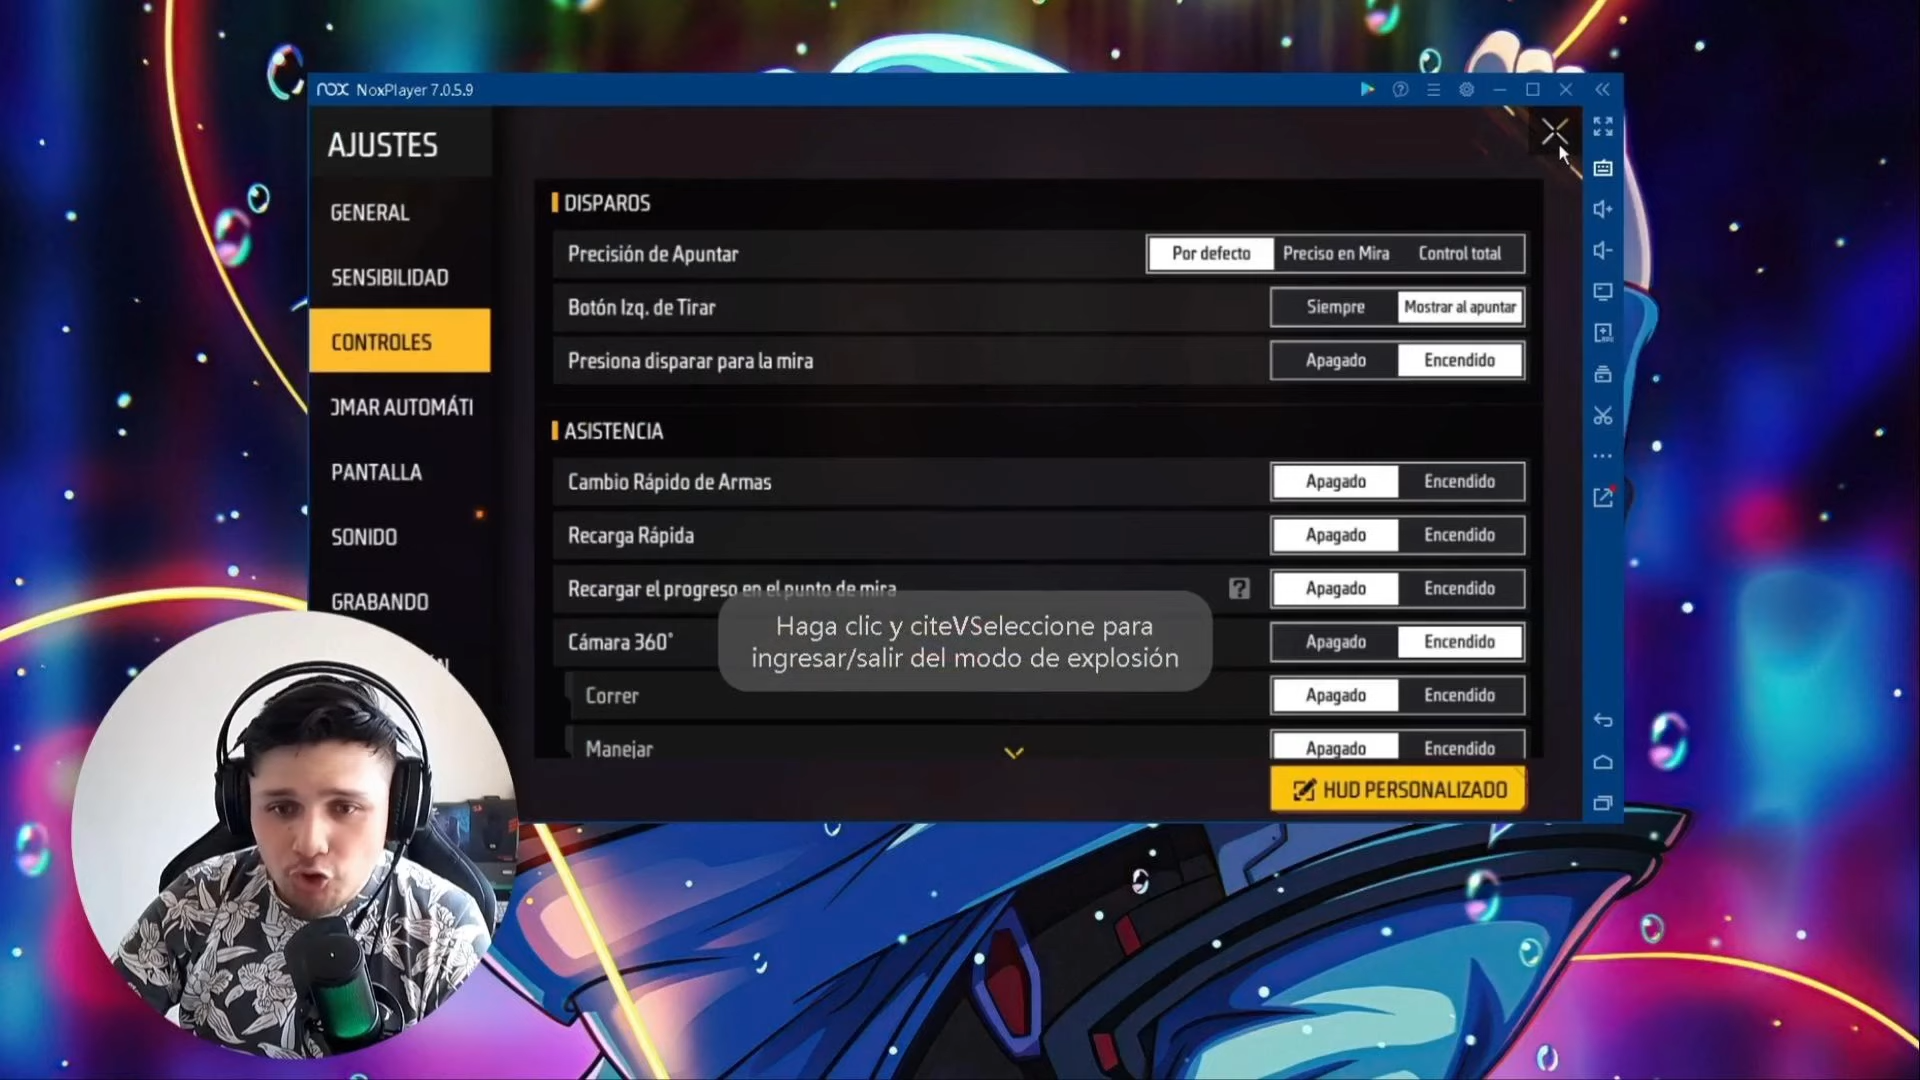 nox NoxPlayer 7.0.5.9
AJUSTES
GENERAL
SENSIBILIDAD
CONTROLES
OMAR AUTOMÁTI
PANTALLA
SONIDO
GRABANDO
DISPAROS
Precisión de Apuntar Por defecto Preciso en Mira Control total
Botón Izq. de Tirar Siempre Mostrar al apuntar
Presiona disparar para la mira Apagado Encendido
ASISTENCIA
Cambio Rápido de Armas Apagado Encendido
Recarga Rápida Apagado Encendido
Recargar el progreso en el punto de mira ? Apagado Encendido
Cámara 360° Apagado Encendido
Correr Apagado Encendido
Manejar Apagado Encendido
Haga clic y citeVSeleccione para
ingresar/salir del modo de explosión
HUD PERSONALIZADO